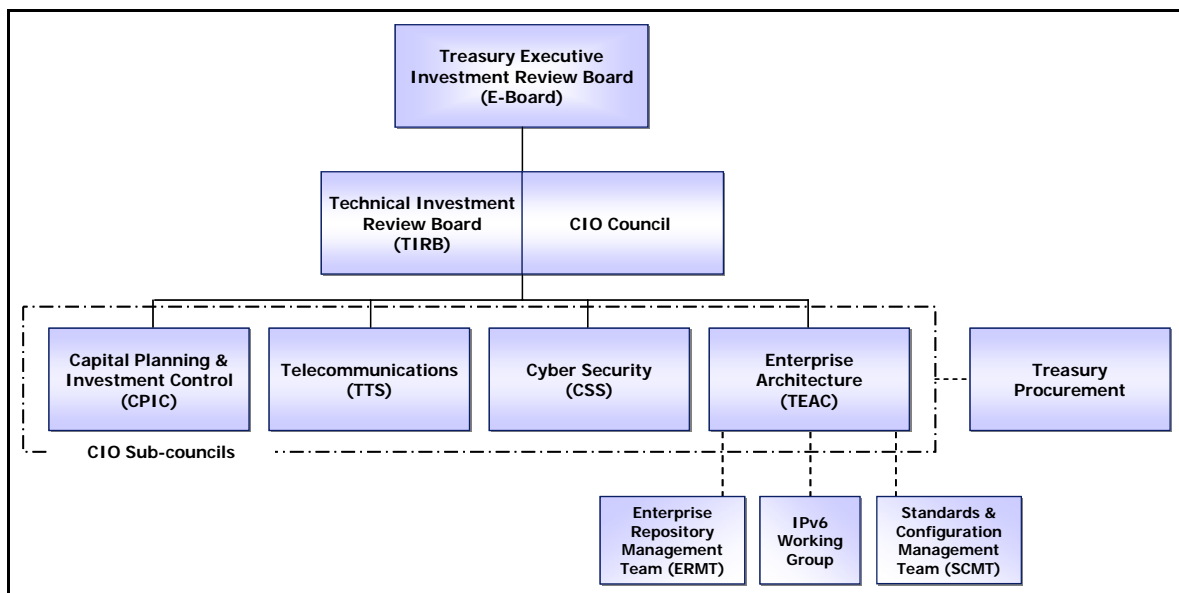 Treasury Executive
Investment Review Board
(E-Board)
Technical Investment
Review Board
(TIRB)
CIO Council
Capital Planning &
Investment Control
(CPIC)
Telecommunications
(TTS)
Cyber Security
(CSS)
Enterprise
Architecture
(TEAC)
Treasury
Procurement
CIO Sub-councils
Enterprise
Repository
Management
Team (ERMT)
IPv6
Working
Group
Standards &
Configuration
Management
Team (SCMT)